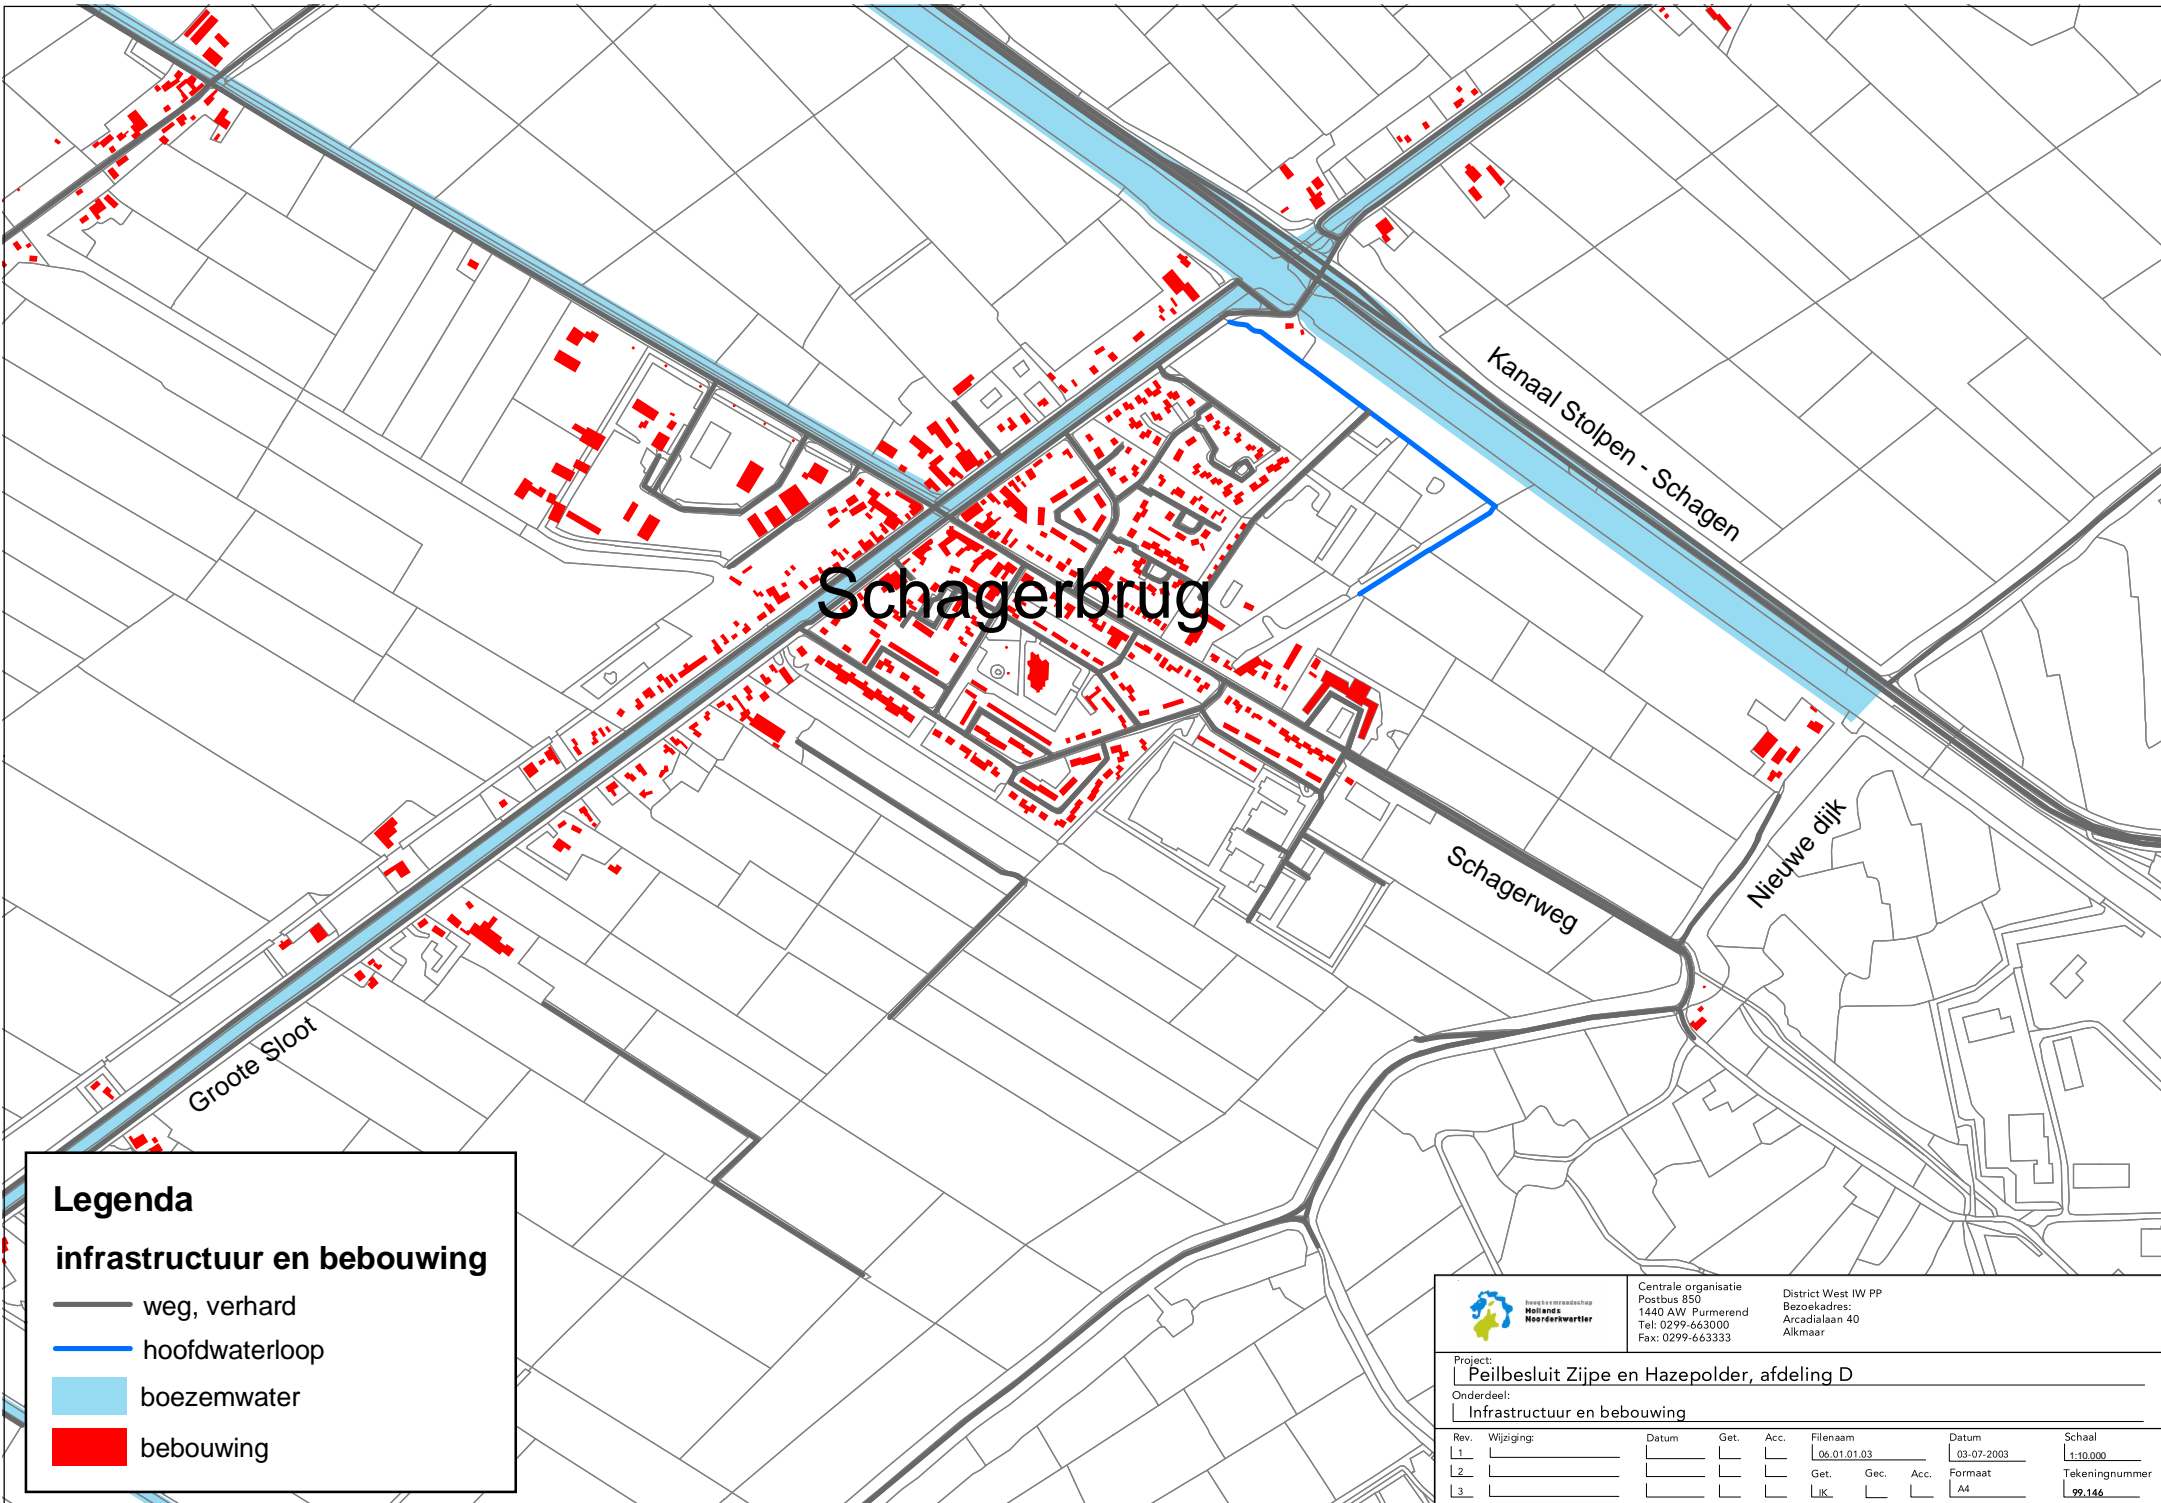 Kanaal Stolpen - Schagen
Schagerbrug
Nieuwe dijk
Schagerweg
Groote Sloot
Legenda
infrastructuur en bebouwing
weg, verhard
hoofdwaterloop
boezemwater
bebouwing
hoogheemraadschap
Hollands
Noorderkwartier
Centrale organisatie
Postbus 850
1440 AW Purmerend
Tel: 0299-663000
Fax: 0299-663333
District West IW PP
Bezoekadres:
Arcadialaan 40
Alkmaar
Project:
Peilbesluit Zijpe en Hazepolder, afdeling D
Onderdeel:
Infrastructuur en bebouwing
Rev. Wijziging: Datum Get. Acc. Filenaam Datum Schaal
1 06.01.01.03 03-07-2003 1:10.000
2 Get. Gec. Acc. Formaat Tekeningnummer
3 IK A4 99.146